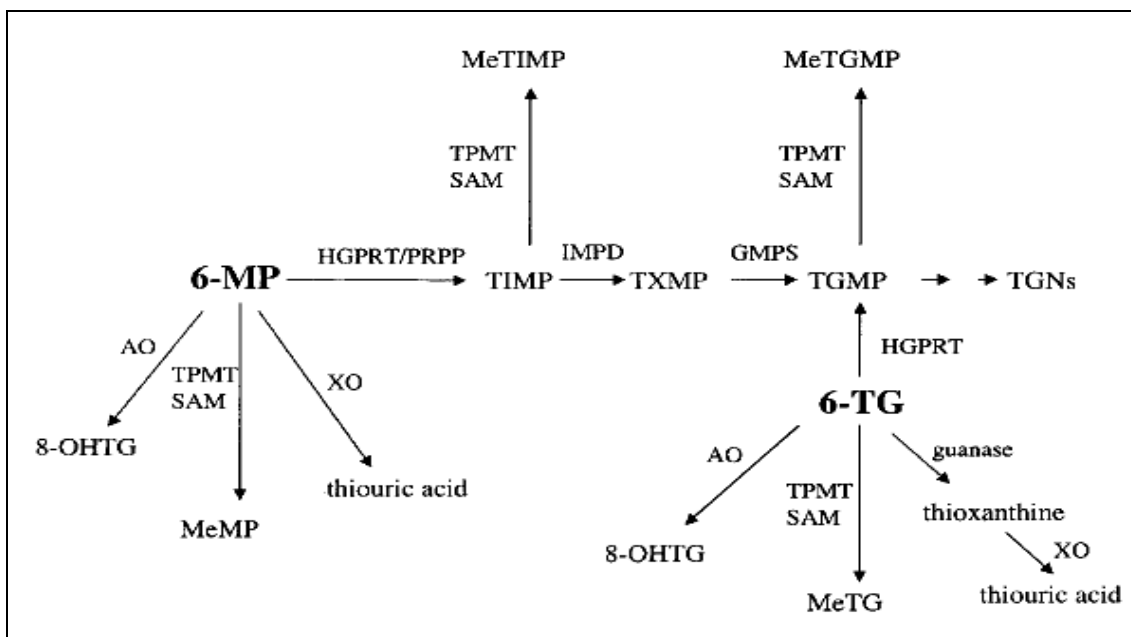 MeTIMP
MeTGMP
TPMT
SAM
TPMT
SAM
HGPRT/PRPP
IMPD
GMPS
6-MP
TIMP
TXMP
TGMP
TGNs
AO
TPMT
SAM
XO
HGPRT
6-TG
8-OHTG
thiouric acid
MeMP
AO
TPMT
SAM
guanase
thioxanthine
8-OHTG
XO
MeTG
thiouric acid